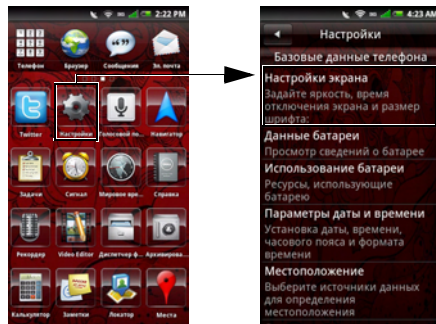 2:22 PM
Телефон Браузер Сообщения Эл. почта
Twitter Настройки Голосовой по... Навигатор
Задачи Сигнал Мировое вре... Справка
Рекордер Video Editor Диспетчер ф... Архивирова...
Калькулятор Заметки Локатор Места
4:23 AM
Настройки
Базовые данные телефона
Настройки экрана
Задайте яркость, время
отключения экрана и размер
шрифта:
Данные батареи
Просмотр сведений о батарее
Использование батареи
Ресурсы, использующие
батарею
Параметры даты и времени
Установка даты, времени,
часового пояса и формата
времени
Местоположение
Выберите источники данных
для определения
местоположения